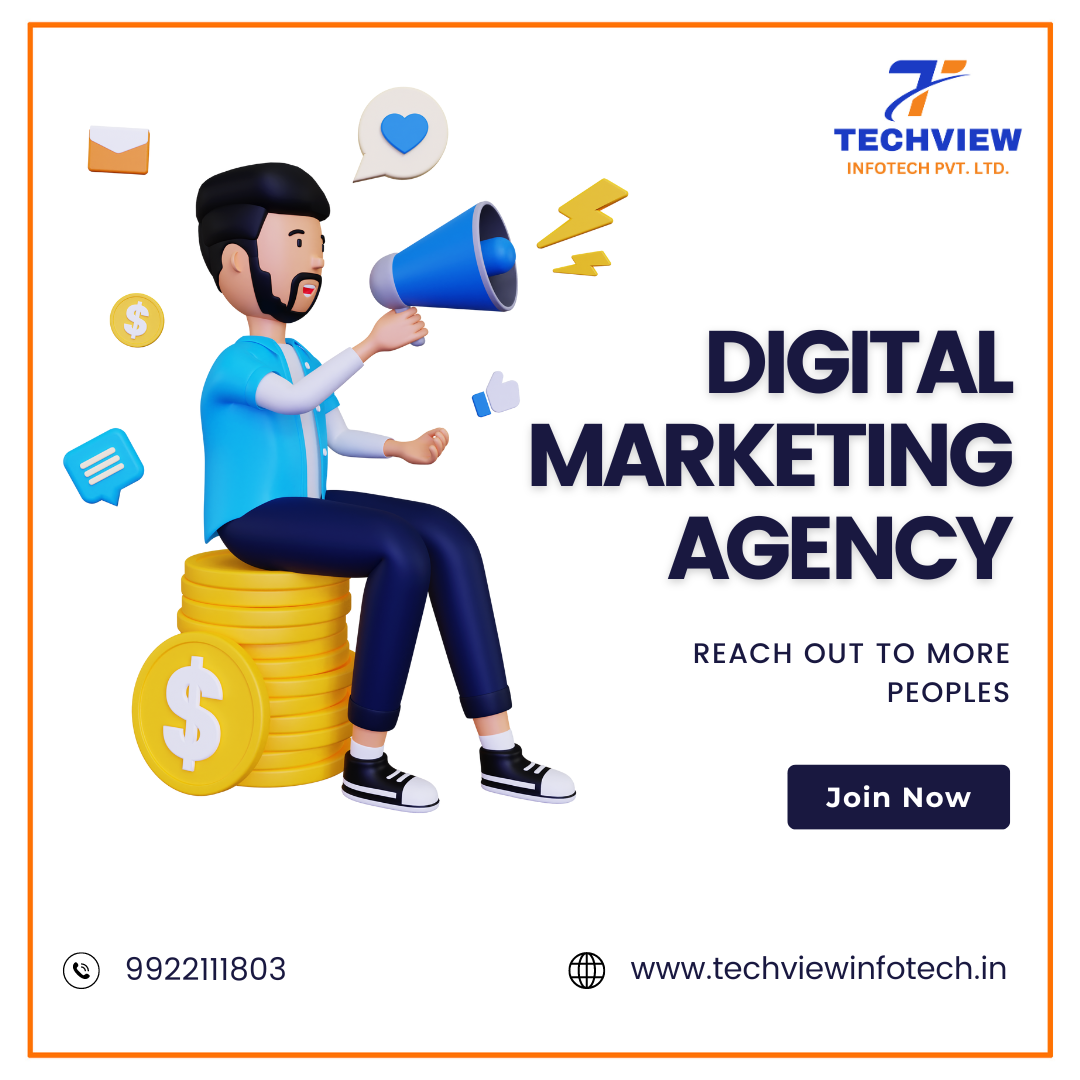 TECHVIEW
INFOTECH PVT. LTD.
DIGITAL
MARKETING
AGENCY
REACH OUT TO MORE
PEOPLES
Join Now
9922111803
www.techviewinfotech.in
$
$